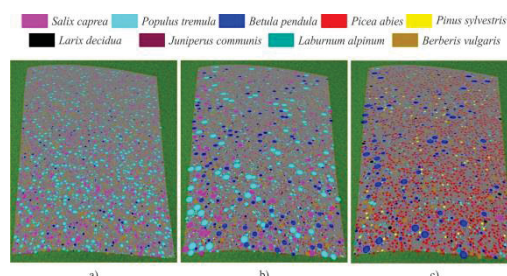 Salix caprea Populus tremula Betula pendula Picea abies Pinus sylvestris
Larix decidua Juniperus communis Laburnum alpinum Berberis vulgaris
a) b) c)